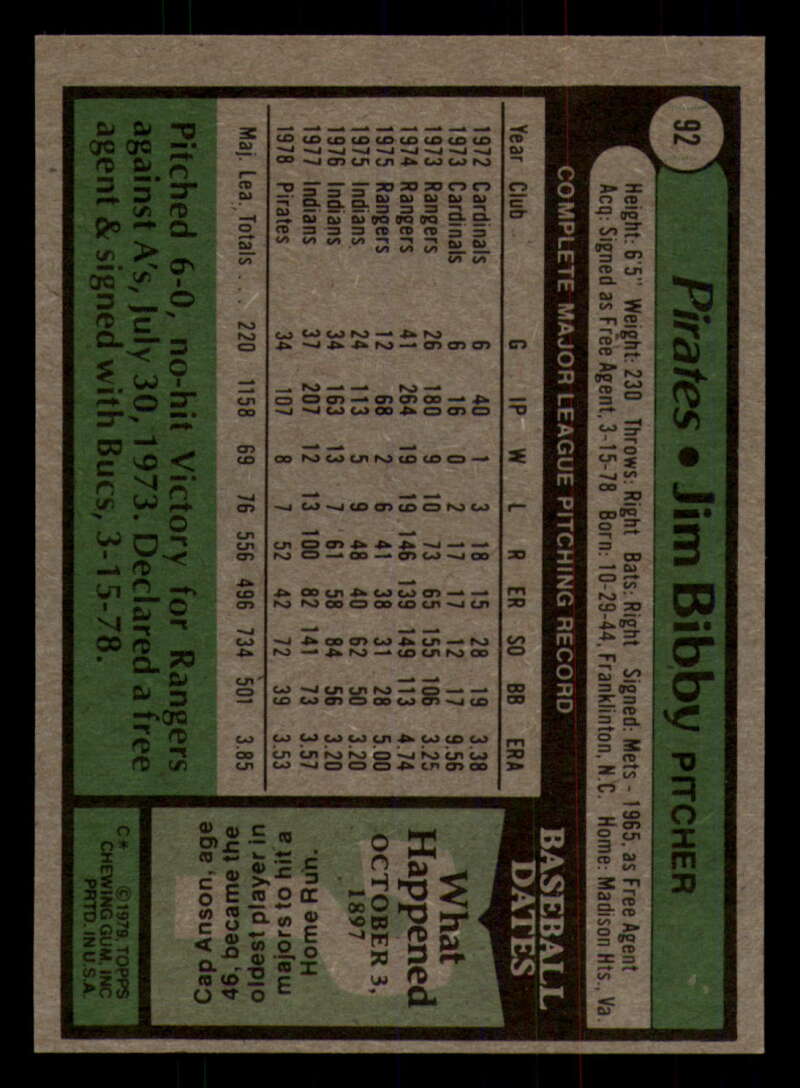 92
Pirates • Jim Bibby PITCHER
Height: 6'5" Weight: 230 Throws: Right Bats: Right Signed: Mets - 1965, as Free Agent
Acq: Signed as Free Agent, 3-15-78 Born: 10-29-44, Franklinton, N.C. Home: Madison Hts., Va.
COMPLETE MAJOR LEAGUE PITCHING RECORD
Year Club G IP W L R ER SO BB ERA
1972 Cardinals 6 40 1 3 18 15 28 19 3.38
1973 Cardinals 6 16 0 2 17 17 12 17 9.56
1973 Rangers 26 180 9 10 73 65 155 106 3.25
1974 Rangers 41 264 19 19 146 139 149 113 4.74
1975 Rangers 12 68 2 6 41 38 31 28 5.00
1975 Indians 24 113 5 9 48 40 62 50 3.20
1976 Indians 34 163 13 7 61 58 84 56 3.20
1977 Indians 37 207 12 13 100 82 141 73 3.57
1978 Pirates 34 107 8 7 52 42 72 39 3.53
Maj. Lea. Totals . . . 220 1158 69 76 556 496 734 501 3.85
Pitched 6-0, no-hit Victory for Rangers
against A's, July 30, 1973. Declared a free
agent & signed with Bucs, 3-15-78.
BASEBALL
DATES
What
Happened
OCTOBER 3,
1897
Cap Anson, age
46, became the
oldest player in
majors to hit a
Home Run.
C* ©1979, TOPPS
CHEWING GUM, INC
PRTD. IN U.S.A.